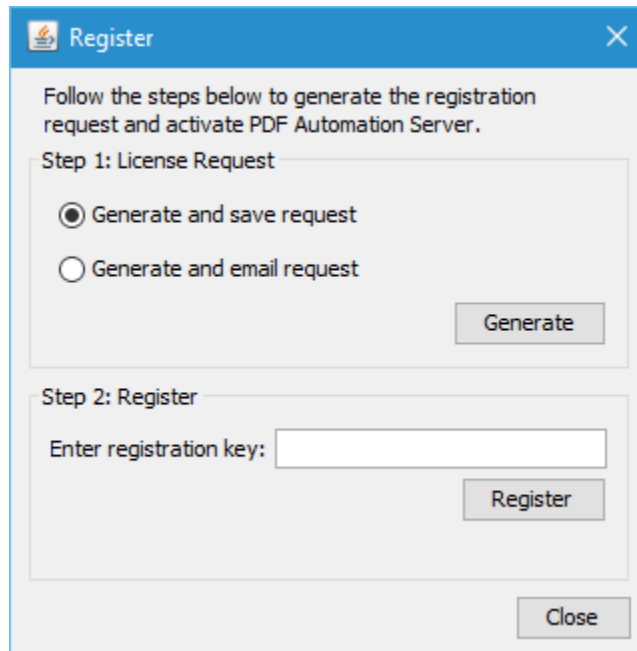 Register
Follow the steps below to generate the registration
request and activate PDF Automation Server.
Step 1: License Request
Generate and save request
Generate and email request
Generate
Step 2: Register
Enter registration key:
Register
Close